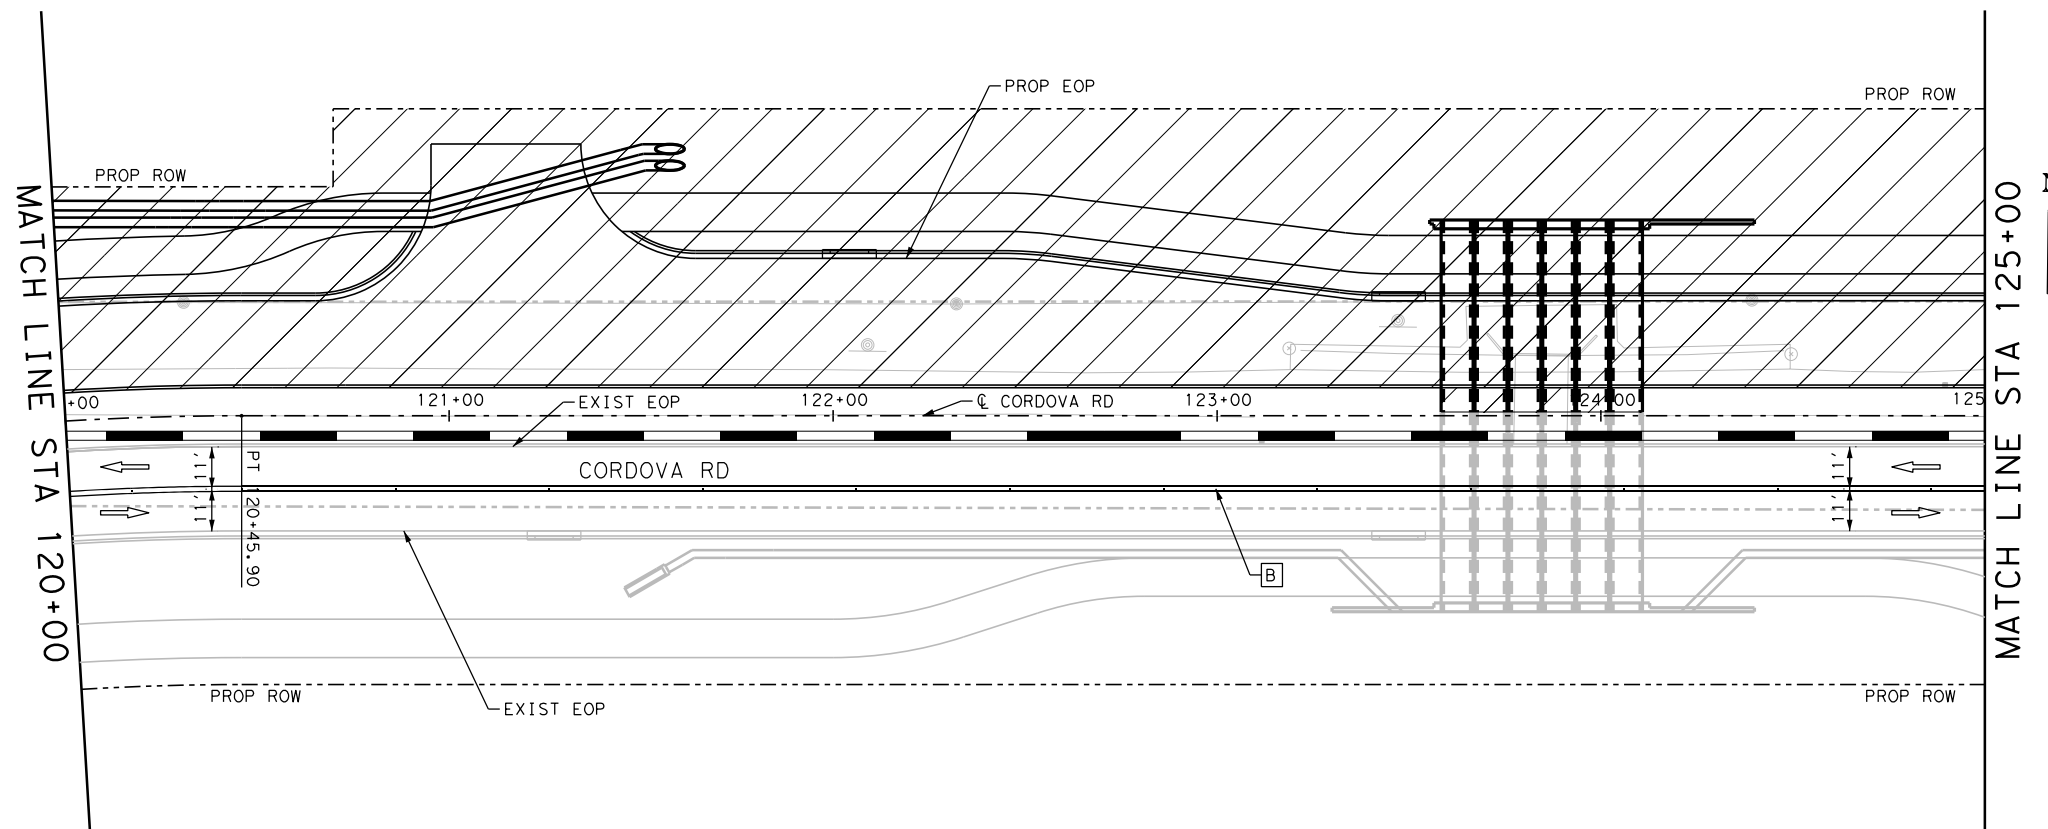 PROP EOP
PROP ROW
PROP ROW
MATCH LINE STA 120+00
MATCH LINE STA 125+00
+00
121+00
EXIST EOP
122+00
℄ CORDOVA RD
123+00
124+00
125
11'
11'
PT 120+45.90
CORDOVA RD
11'
11'
B
PROP ROW
EXIST EOP
PROP ROW